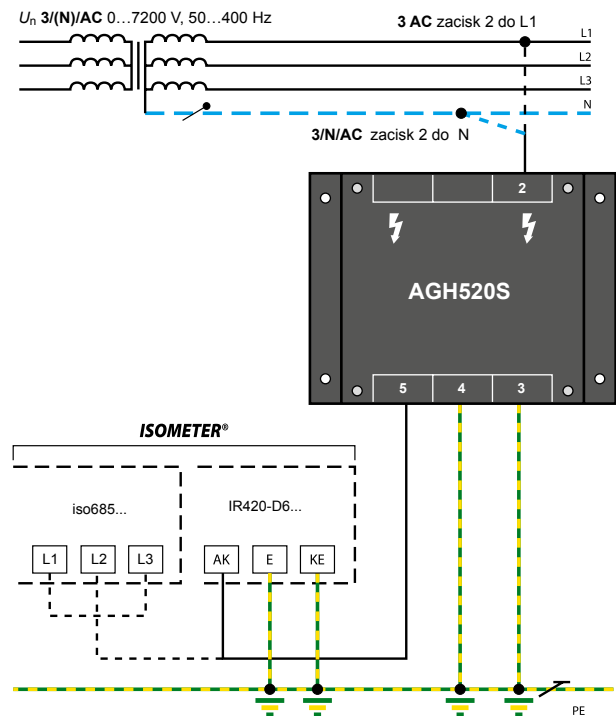 Un 3/(N)/AC 0...7200 V, 50...400 Hz
3 AC zacisk 2 do L1
L1
L2
L3
N
3/N/AC zacisk 2 do N
2
AGH520S
5 4 3
ISOMETER®
iso685...
IR420-D6...
L1 L2 L3
AK E KE
PE